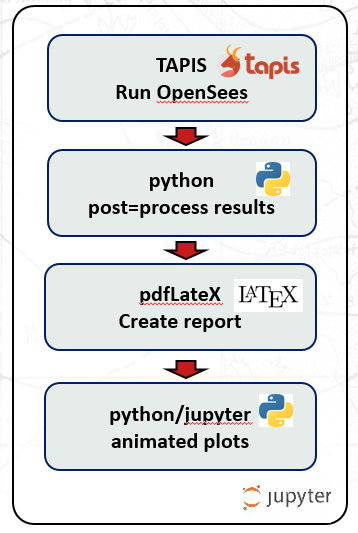 TAPIS tapis
Run OpenSees
python
post=process results
pdfLateX LATEX
Create report
python/jupyter
animated plots
jupyter